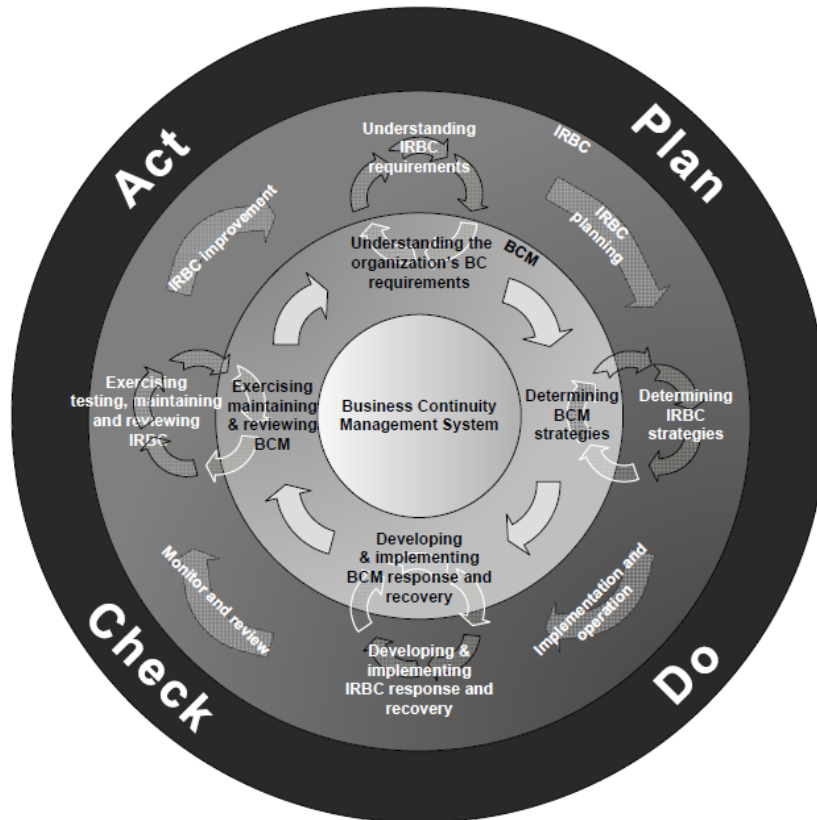 Act
Plan
Understanding
IRBC
requirements
IRBC
IRBC
planning
IRBC improvement
Understanding the
organization's BC
requirements
BCM
Exercising
testing, maintaining
and reviewing
IRBC
Exercising
maintaining
& reviewing
BCM
Business Continuity
Management System
Determining
BCM
strategies
Determining
IRBC
strategies
Developing
& implementing
BCM response and
recovery
Monitor and review
Implementation and
operation
Developing &
implementing
IRBC response and
recovery
Check
Do